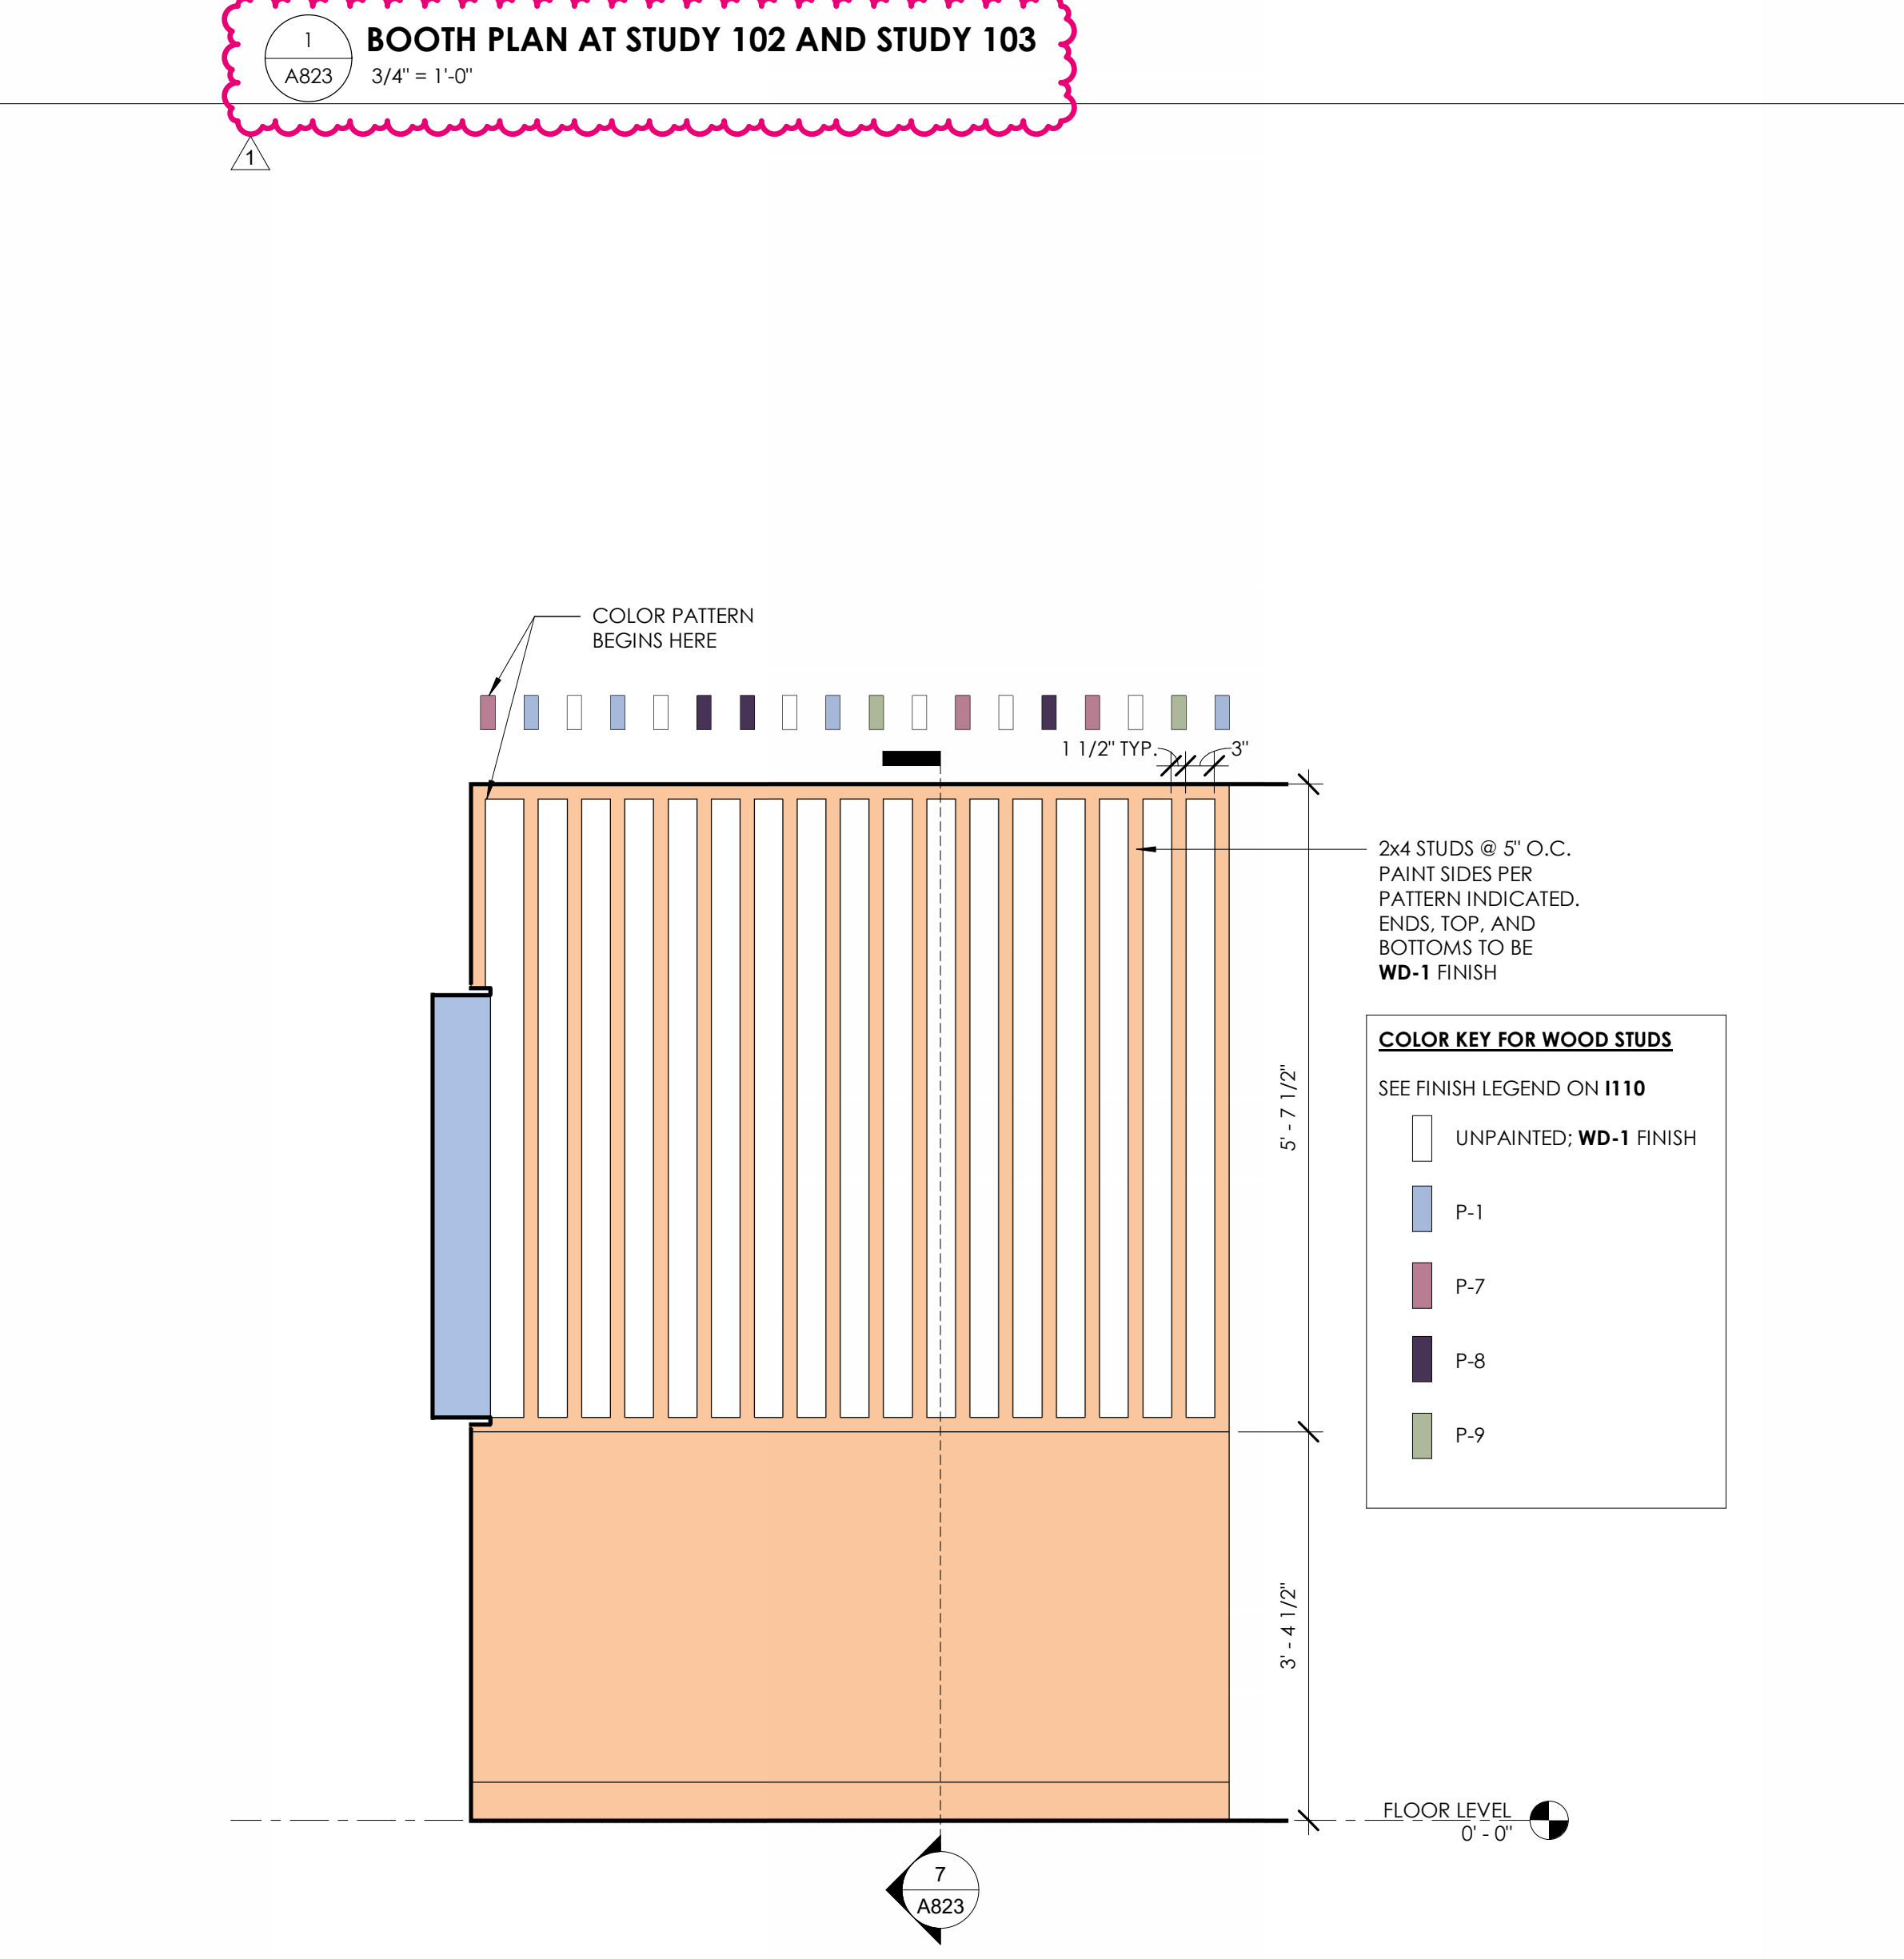 1
A823
BOOTH PLAN AT STUDY 102 AND STUDY 103
3/4" = 1'-0"
1
COLOR PATTERN
BEGINS HERE
1 1/2" TYP.
3"
2x4 STUDS @ 5" O.C.
PAINT SIDES PER
PATTERN INDICATED.
ENDS, TOP, AND
BOTTOMS TO BE
WD-1 FINISH
COLOR KEY FOR WOOD STUDS
SEE FINISH LEGEND ON I110
UNPAINTED; WD-1 FINISH
P-1
P-7
P-8
P-9
5' - 7 1/2"
3' - 4 1/2"
FLOOR LEVEL
0' - 0"
7
A823